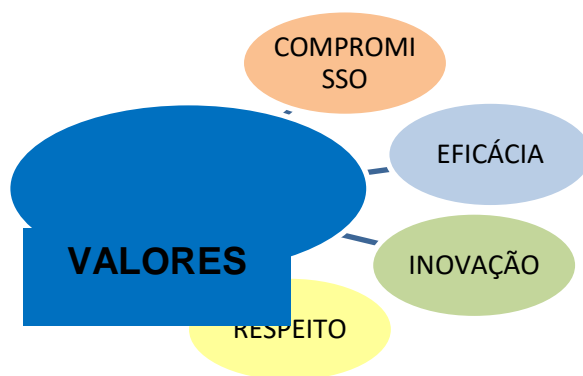 COMPROMI
SSO
EFICÁCIA
VALORES
INOVAÇÃO
RESPEITO